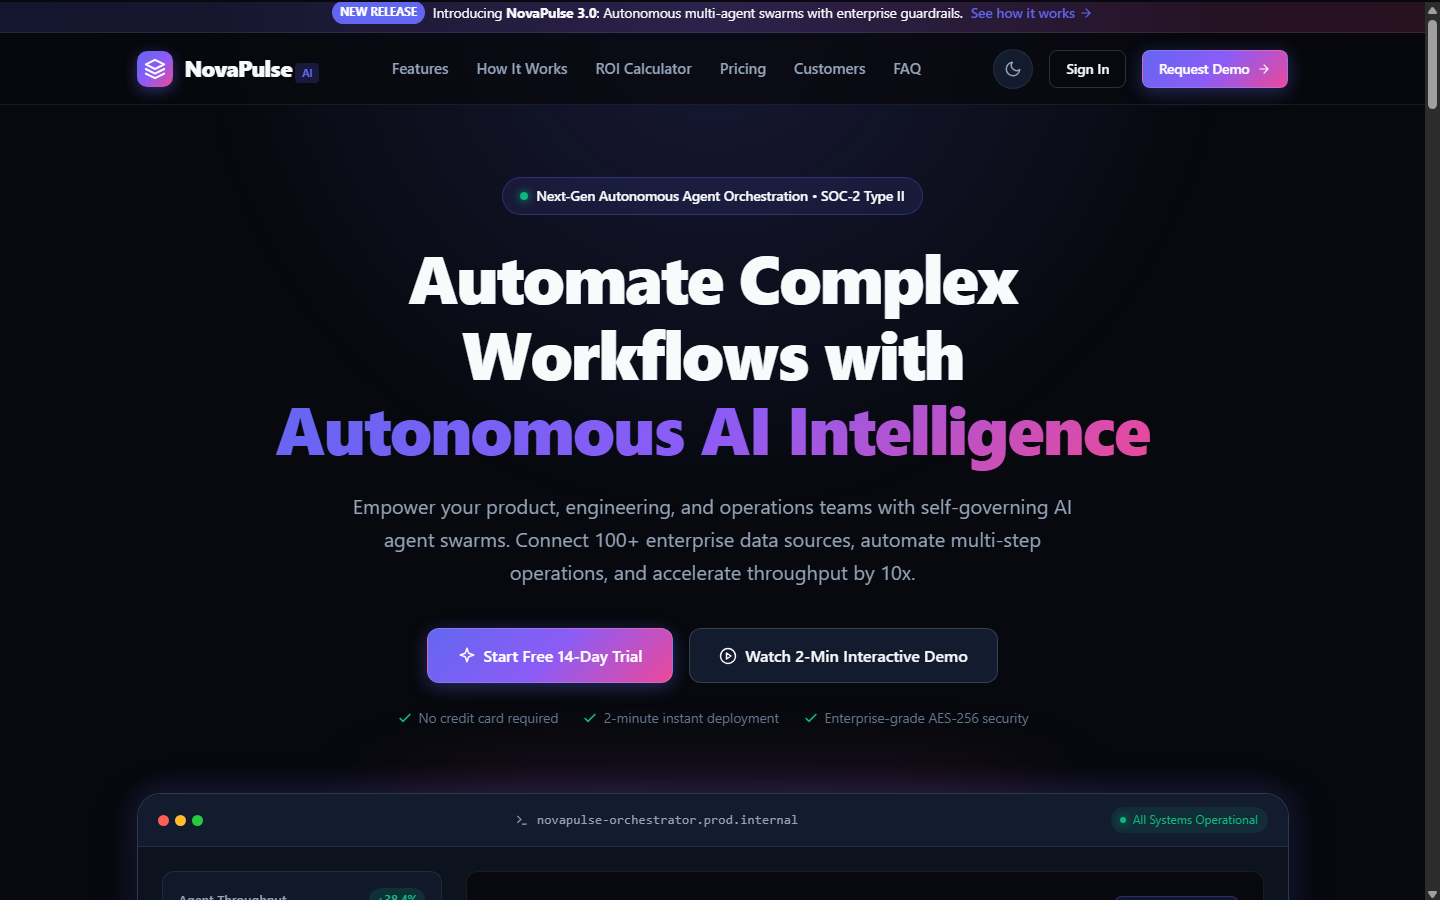 NEW RELEASE Introducing NovaPulse 3.0: Autonomous multi-agent swarms with enterprise guardrails. See how it works →
NovaPulse AI
Features
How It Works
ROI Calculator
Pricing
Customers
FAQ
Sign In
Request Demo →
Next-Gen Autonomous Agent Orchestration • SOC-2 Type II
Automate Complex
Workflows with
Autonomous AI Intelligence
Empower your product, engineering, and operations teams with self-governing AI
agent swarms. Connect 100+ enterprise data sources, automate multi-step
operations, and accelerate throughput by 10x.
Start Free 14-Day Trial
Watch 2-Min Interactive Demo
No credit card required
2-minute instant deployment
Enterprise-grade AES-256 security
novapulse-orchestrator.prod.internal
All Systems Operational
Agent Throughput
+38.4%